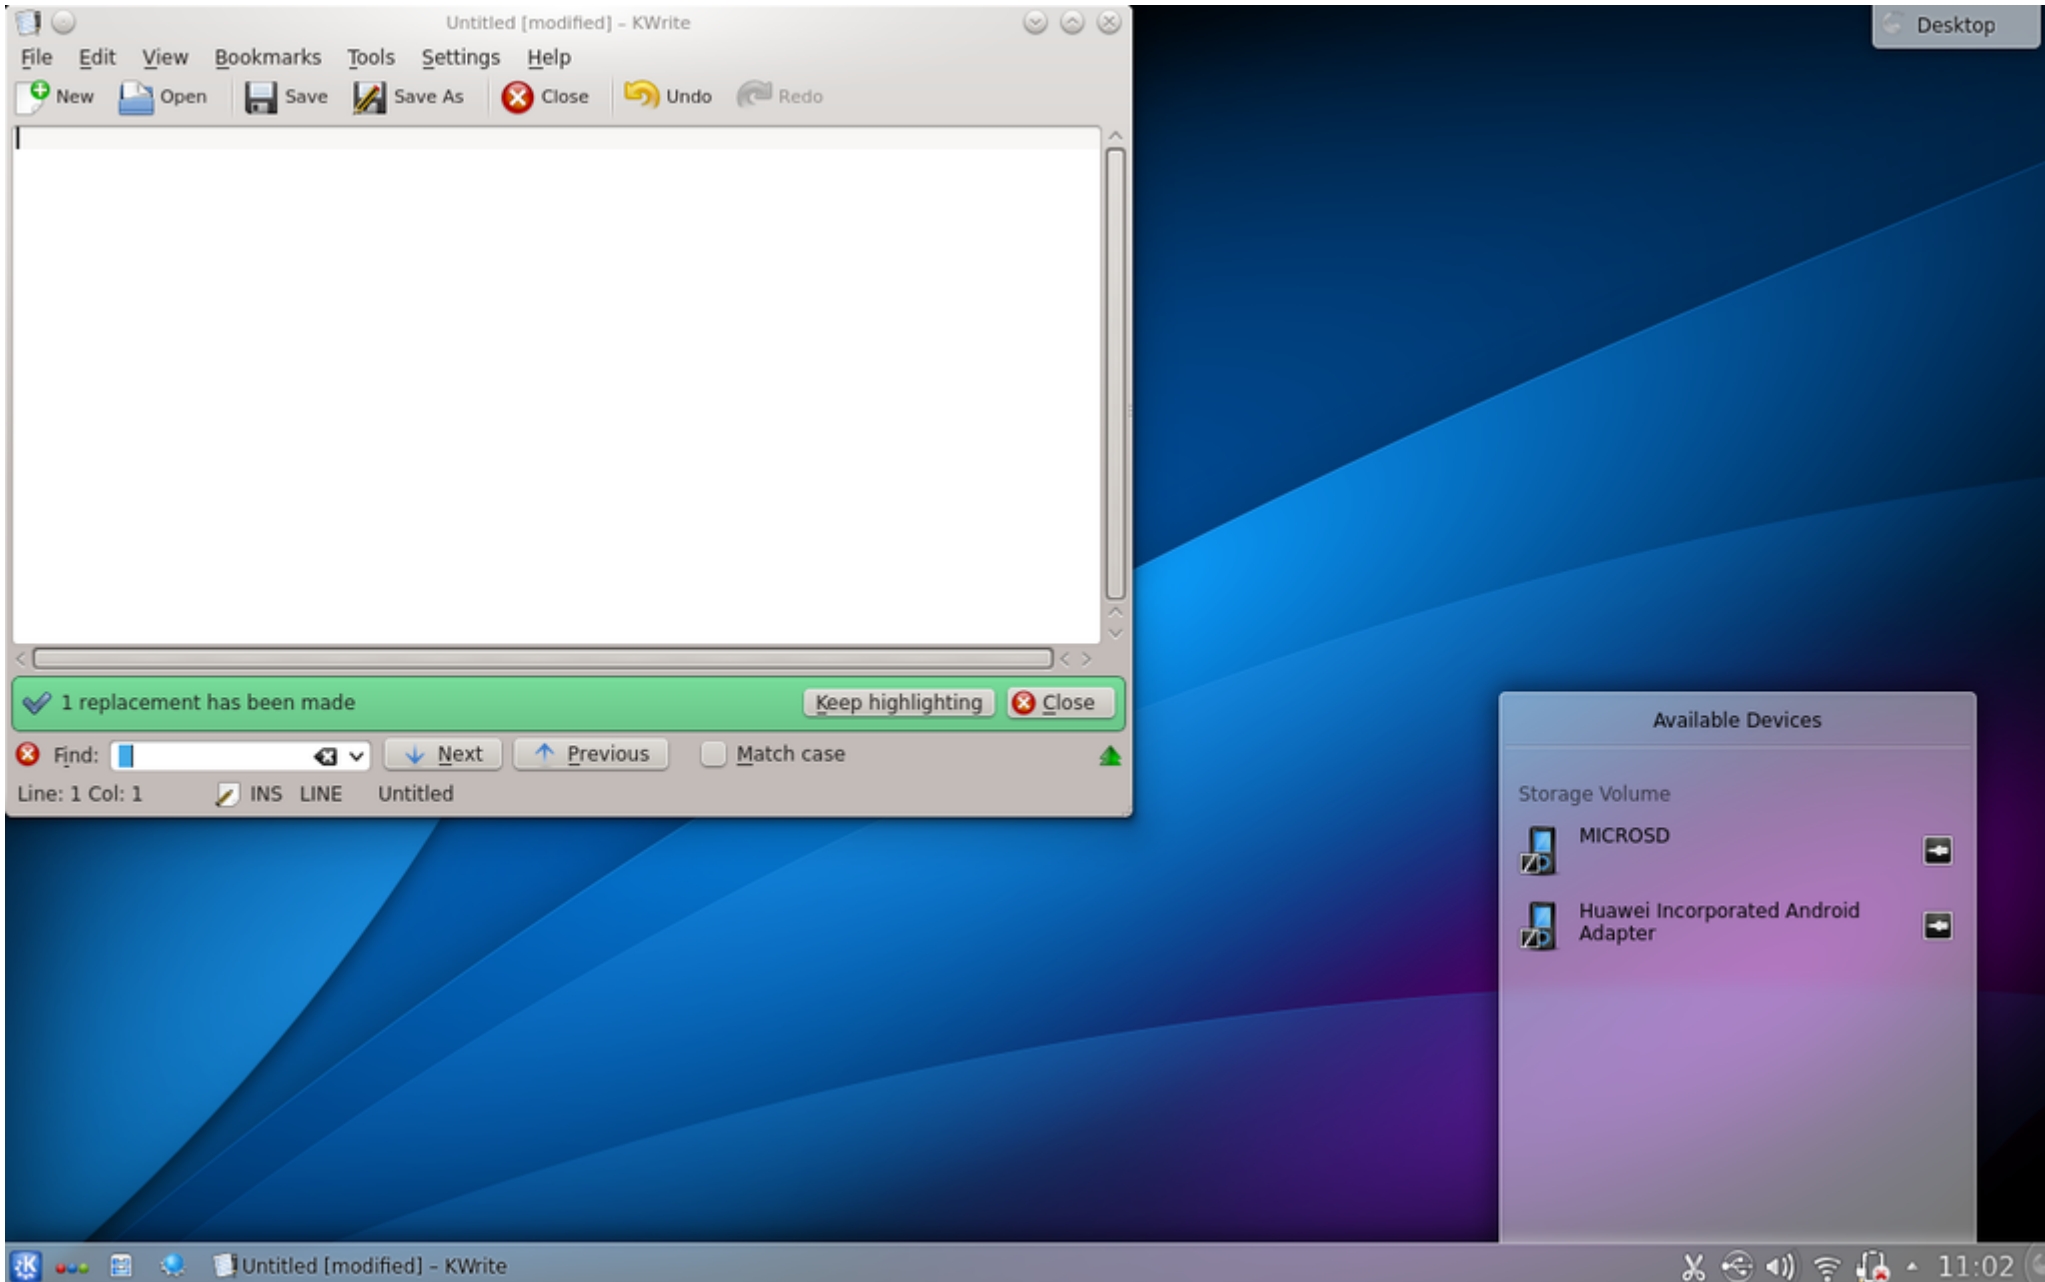 Untitled [modified] – KWrite
File Edit View Bookmarks Tools Settings Help
New Open Save Save As Close Undo Redo
1 replacement has been made Keep highlighting Close
Find: Next Previous Match case
Line: 1 Col: 1 INS LINE Untitled
Desktop
Available Devices
Storage Volume
MICROSD
Huawei Incorporated Android
Adapter
Untitled [modified] – KWrite
11:02